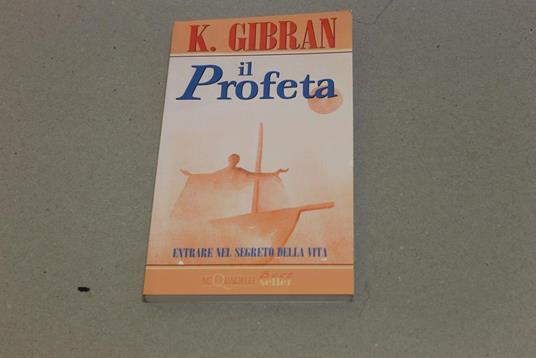 K. GIBRAN
il
Profeta
ENTRARE NEL SEGRETO DELLA VITA
seller